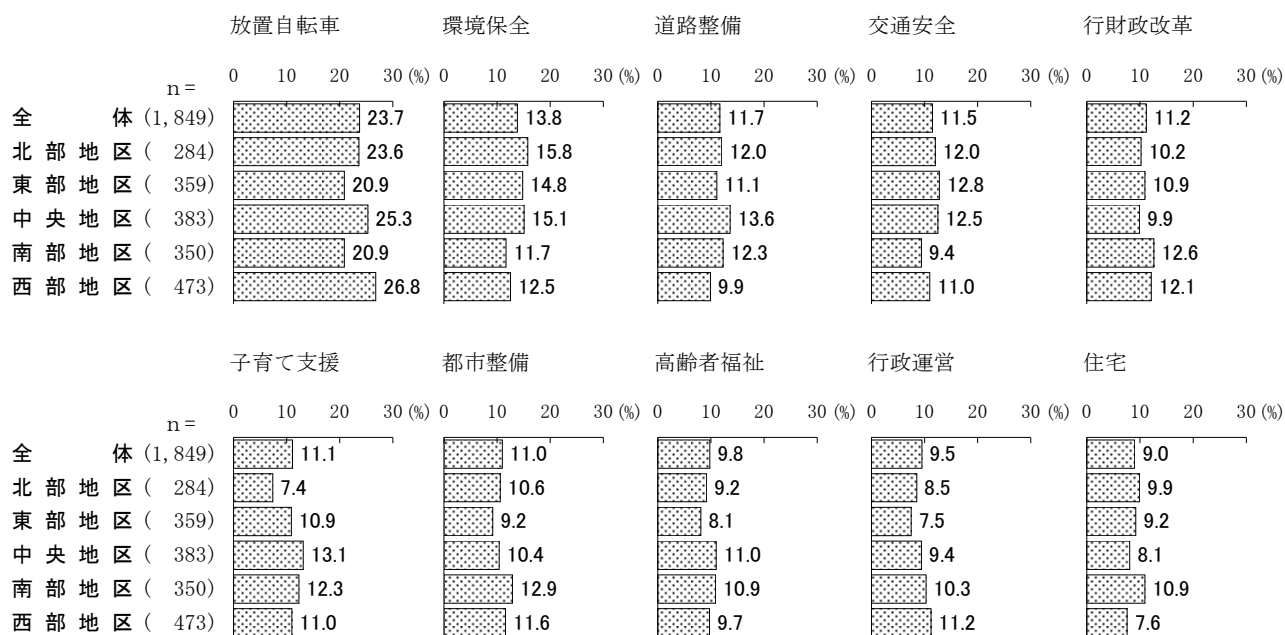 放置自転車 環境保全 道路整備 交通安全 行財政改革
0 10 20 30 (%) 0 10 20 30 (%) 0 10 20 30 (%) 0 10 20 30 (%) 0 10 20 30 (%)
n=
全体 (1,849) 23.7 13.8 11.7 11.5 11.2
北部地区 ( 284) 23.6 15.8 12.0 12.0 10.2
東部地区 ( 359) 20.9 14.8 11.1 12.8 10.9
中央地区 ( 383) 25.3 15.1 13.6 12.5 9.9
南部地区 ( 350) 20.9 11.7 12.3 9.4 12.6
西部地区 ( 473) 26.8 12.5 9.9 11.0 12.1
子育て支援 都市整備 高齢者福祉 行政運営 住宅
0 10 20 30 (%) 0 10 20 30 (%) 0 10 20 30 (%) 0 10 20 30 (%) 0 10 20 30 (%)
n=
全体 (1,849) 11.1 11.0 9.8 9.5 9.0
北部地区 ( 284) 7.4 10.6 9.2 8.5 9.9
東部地区 ( 359) 10.9 9.2 8.1 7.5 9.2
中央地区 ( 383) 13.1 10.4 11.0 9.4 8.1
南部地区 ( 350) 12.3 12.9 10.9 10.3 10.9
西部地区 ( 473) 11.0 11.6 9.7 11.2 7.6